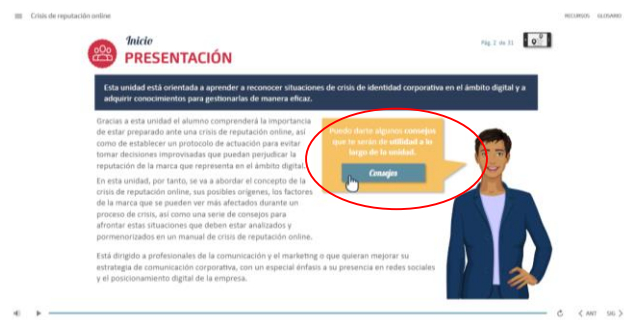 Crisis de reputación online
RECURSOS GLOSARIO
Inicio
PRESENTACIÓN
Pág. 2 de 31
Esta unidad está orientada a aprender a reconocer situaciones de crisis de identidad corporativa en el ámbito digital y a
adquirir conocimientos para gestionarlas de manera eficaz.
Gracias a esta unidad el alumno comprenderá la importancia
de estar preparado ante una crisis de reputación online, así
como de establecer un protocolo de actuación para evitar
tomar decisiones improvisadas que puedan perjudicar la
reputación de la marca que representa en el ámbito digital.
En esta unidad, por tanto, se va a abordar el concepto de la
crisis de reputación online, sus posibles orígenes, los factores
de la marca que se pueden ver más afectados durante un
proceso de crisis, así como una serie de consejos para
afrontar estas situaciones que deben estar analizados y
pormenorizados en un manual de crisis de reputación online.
Puedo darte algunos consejos
que te serán de utilidad a lo
largo de la unidad.
Consejos
Está dirigido a profesionales de la comunicación y el marketing o que quieran mejorar su
estrategia de comunicación corporativa, con un especial énfasis a su presencia en redes sociales
y el posicionamiento digital de la empresa.
ANT SIG